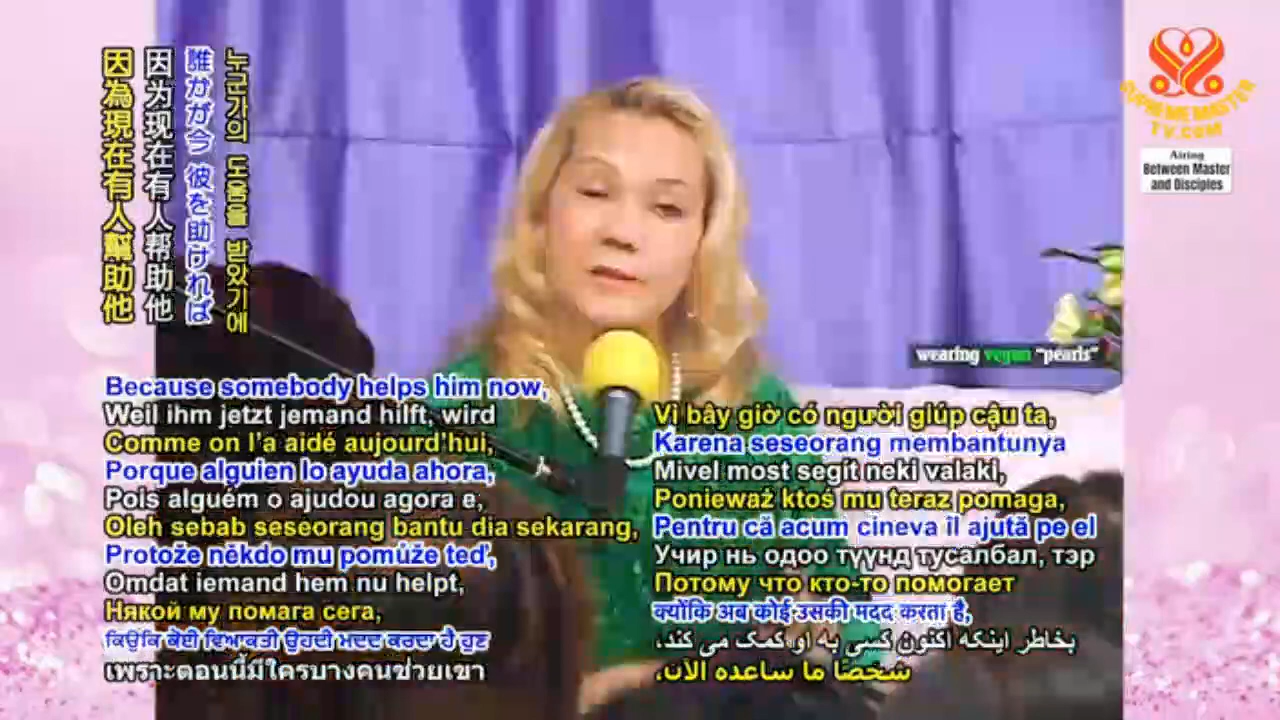 누군가의 도움을 받았기에
誰かが今 彼を助ければ
因为现在有人帮助他
因為現在有人幫助他
SUPREME MASTER
TV.COM
Airing
Between Master
and Disciples
wearing vegan “pearls”
Because somebody helps him now,
Weil ihm jetzt jemand hilft, wird
Comme on l’a aidé aujourd’hui,
Porque alguien lo ayuda ahora,
Pois alguém o ajudou agora e,
Oleh sebab seseorang bantu dia sekarang,
Protože někdo mu pomůže teď,
Omdat iemand hem nu helpt,
Някой му помага сега,
ਕਿਉਂਕਿ ਕੋਈ ਵਿਆਕਤੀ ਉਹਦੀ ਮਦਦ ਕਰਦਾ ਹੈ ਹੁਣ
เพราะตอนนี้มีใครบางคนช่วยเขา
Vì bây giờ có người giúp cậu ta,
Karena seseorang membantunya
Mivel most segít neki valaki,
Ponieważ ktoś mu teraz pomaga,
Pentru că acum cineva îl ajută pe el
Учир нь одоо түүнд тусалбал, тэр
Потому что кто-то помогает
क्योंकि अब कोई उसकी मदद करता है,
بخاطر اینکه اکنون کسی به او کمک می کند،
شخصًا ما ساعده الآن،